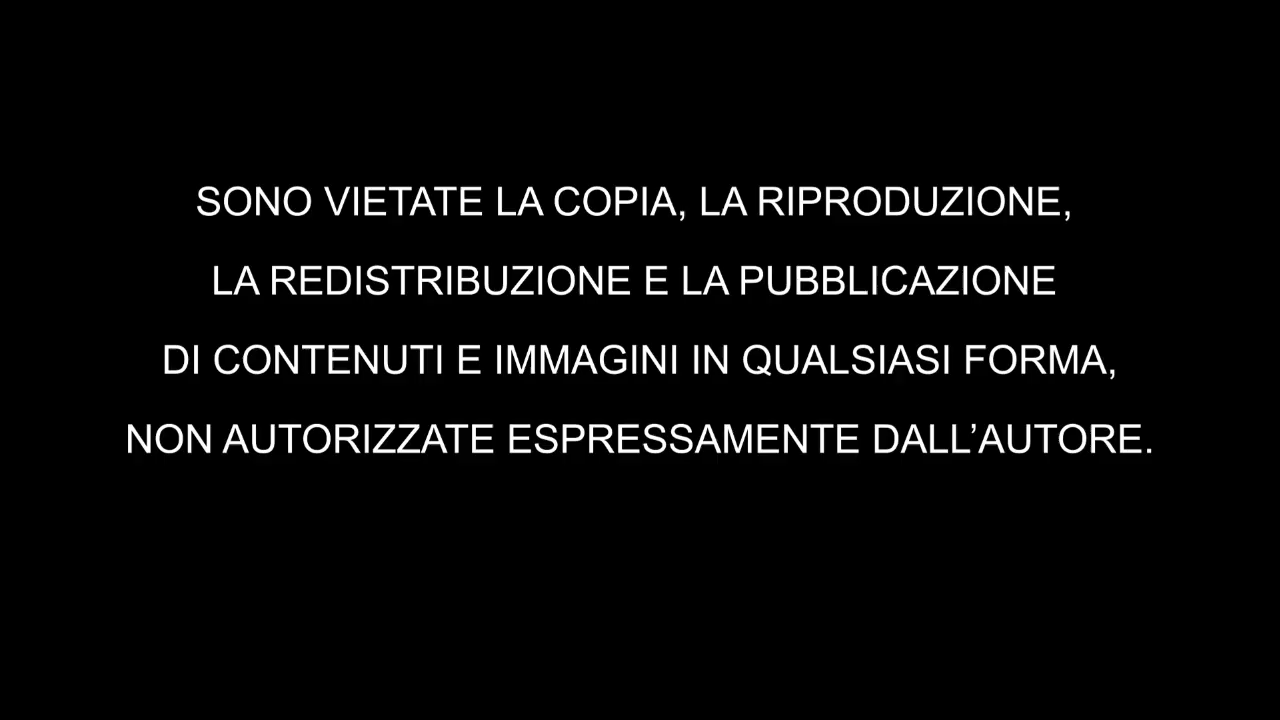 SONO VIETATE LA COPIA, LA RIPRODUZIONE,
LA REDISTRIBUZIONE E LA PUBBLICAZIONE
DI CONTENUTI E IMMAGINI IN QUALSIASI FORMA,
NON AUTORIZZATE ESPRESSAMENTE DALL’AUTORE.